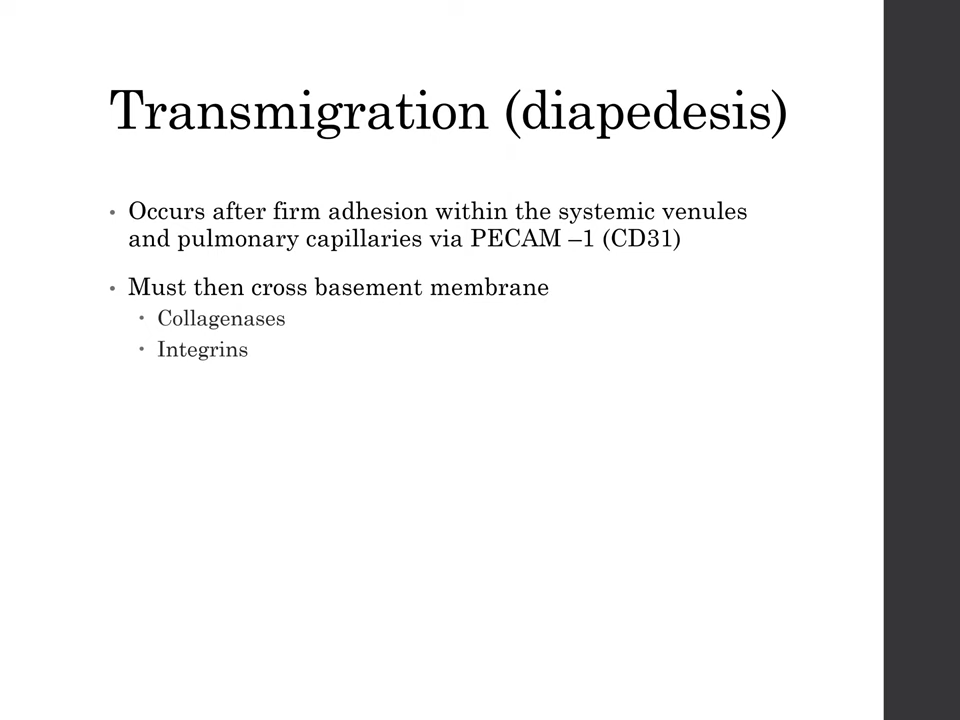 Transmigration (diapedesis)
• Occurs after firm adhesion within the systemic venules
and pulmonary capillaries via PECAM –1 (CD31)
• Must then cross basement membrane
• Collagenases
• Integrins